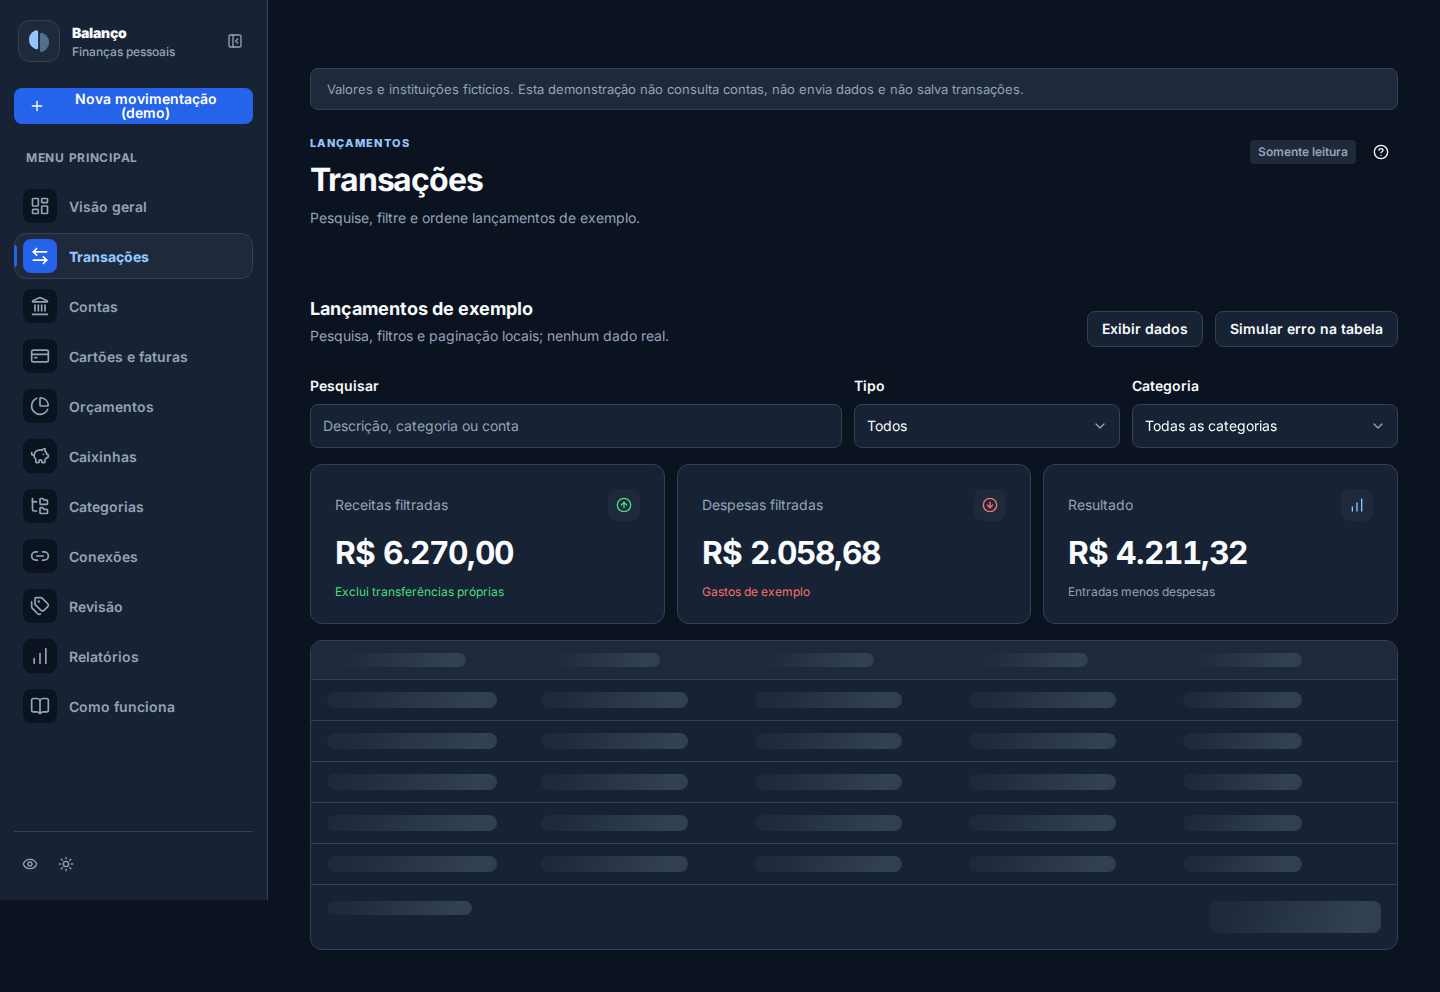 Balanço
Finanças pessoais
Nova movimentação
(demo)
MENU PRINCIPAL
Visão geral
Transações
Contas
Cartões e faturas
Orçamentos
Caixinhas
Categorias
Conexões
Revisão
Relatórios
Como funciona
Valores e instituições fictícios. Esta demonstração não consulta contas, não envia dados e não salva transações.
LANÇAMENTOS
Transações
Pesquise, filtre e ordene lançamentos de exemplo.
Somente leitura
Lançamentos de exemplo
Pesquisa, filtros e paginação locais; nenhum dado real.
Exibir dados
Simular erro na tabela
Pesquisar
Tipo
Categoria
Descrição, categoria ou conta
Todos
Todas as categorias
Receitas filtradas
R$ 6.270,00
Exclui transferências próprias
Despesas filtradas
R$ 2.058,68
Gastos de exemplo
Resultado
R$ 4.211,32
Entradas menos despesas